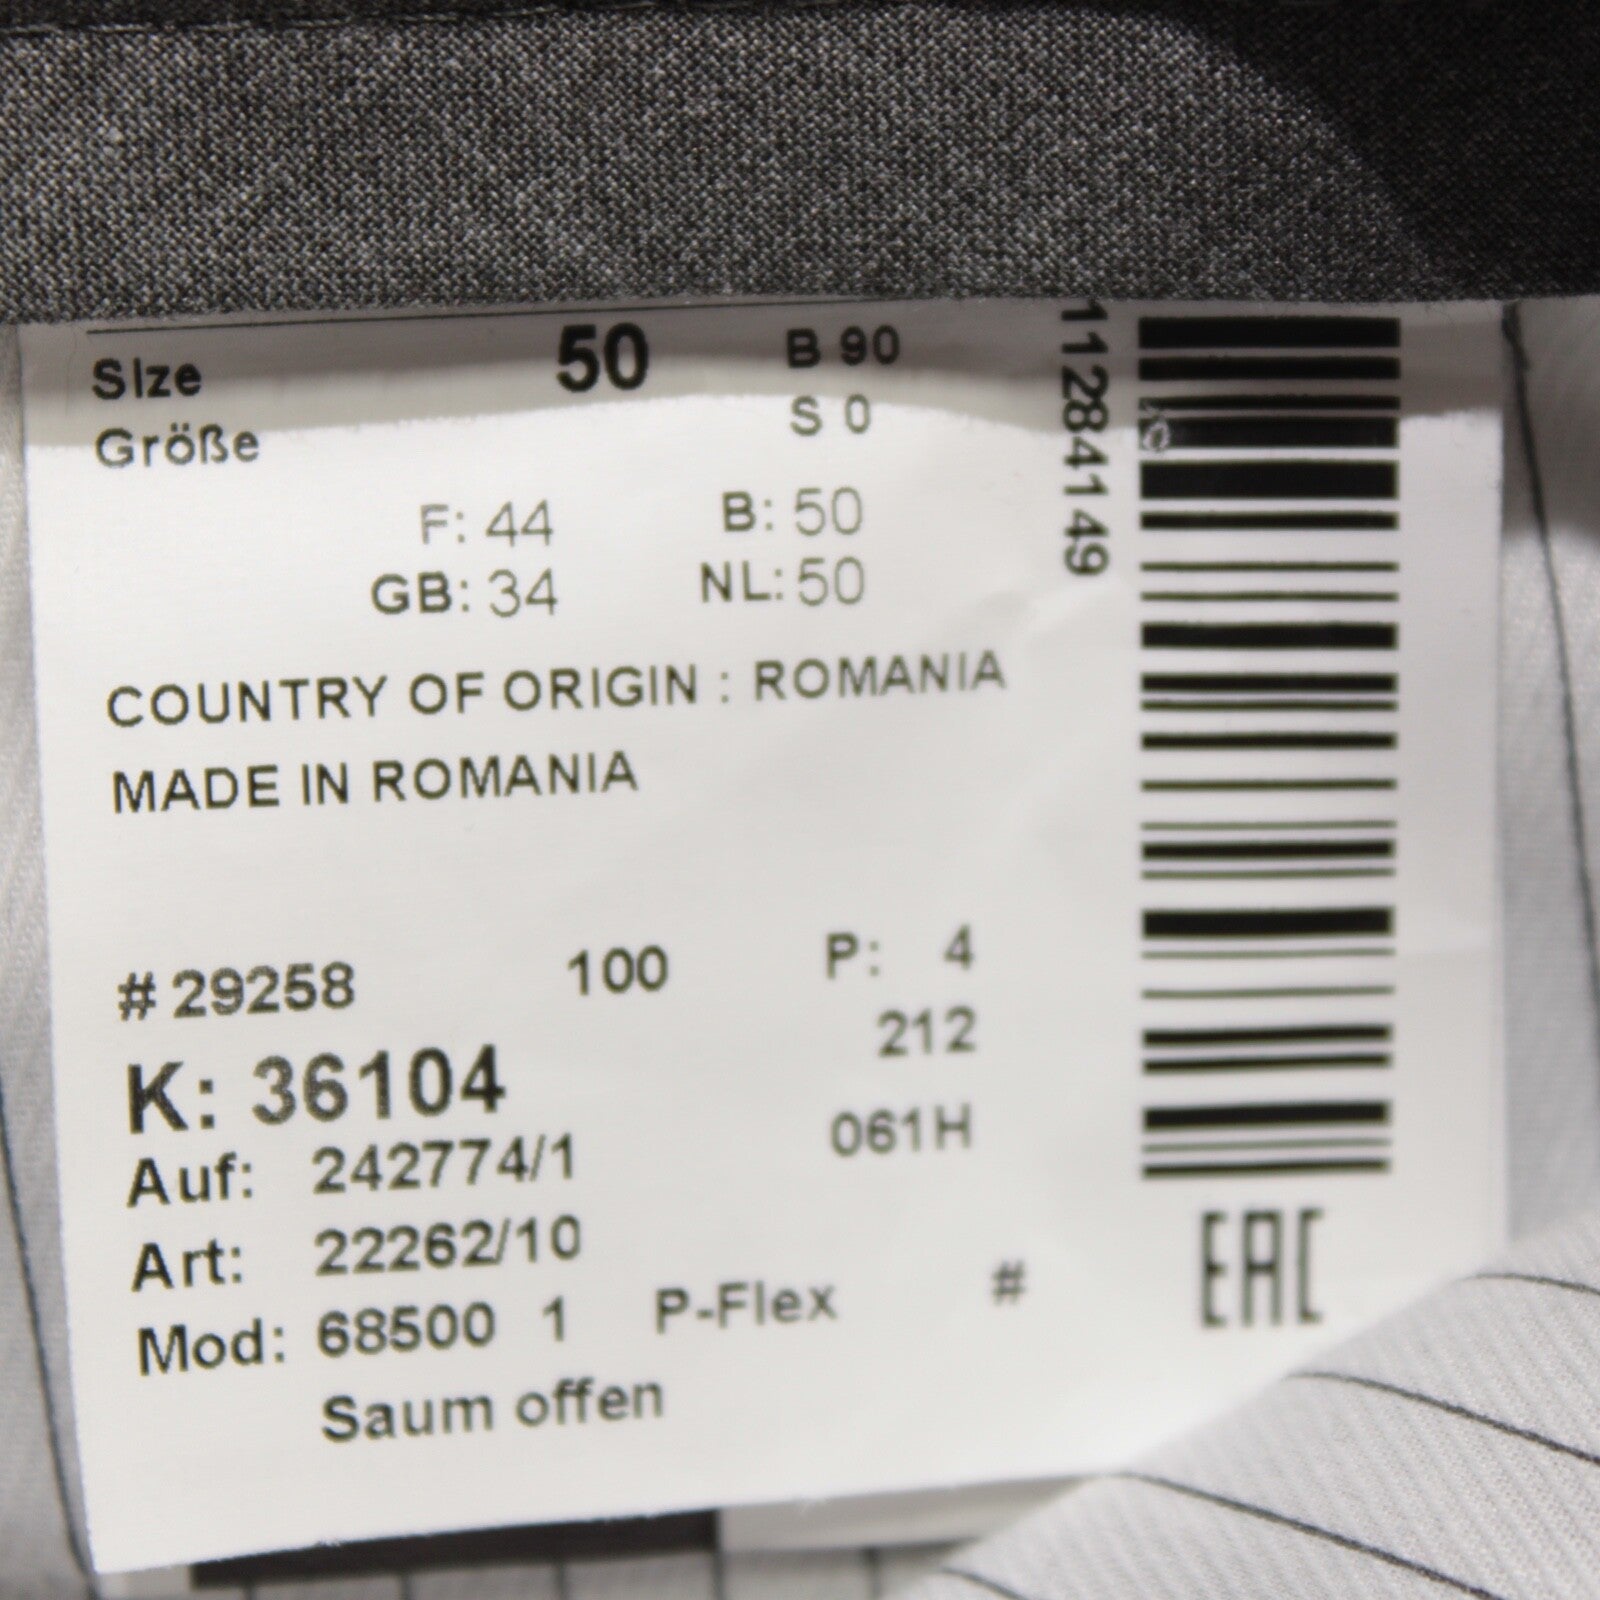 Size 50 B 90
Größe S 0
F: 44 B: 50
GB: 34 NL: 50
COUNTRY OF ORIGIN : ROMANIA
MADE IN ROMANIA
# 29258 100 P: 4
212
K: 36104
061H
Auf: 242774/1
Art: 22262/10
Mod: 68500 1 P-Flex #
Saum offen
11284149
EAC